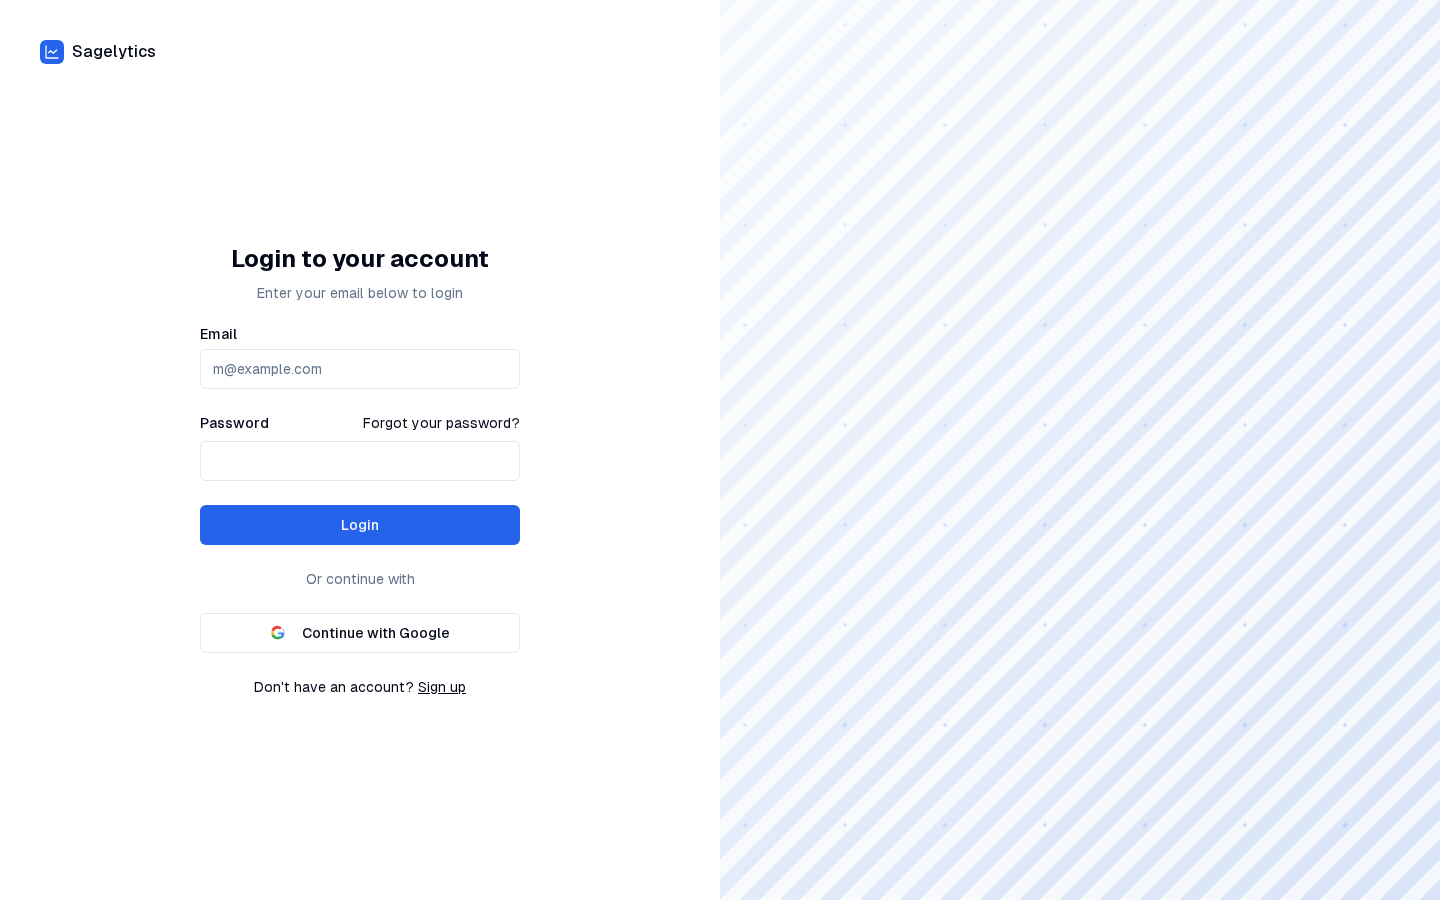 Sagelytics
Login to your account
Enter your email below to login
Email
m@example.com
Password
Forgot your password?
Login
Or continue with
Continue with Google
Don't have an account? Sign up